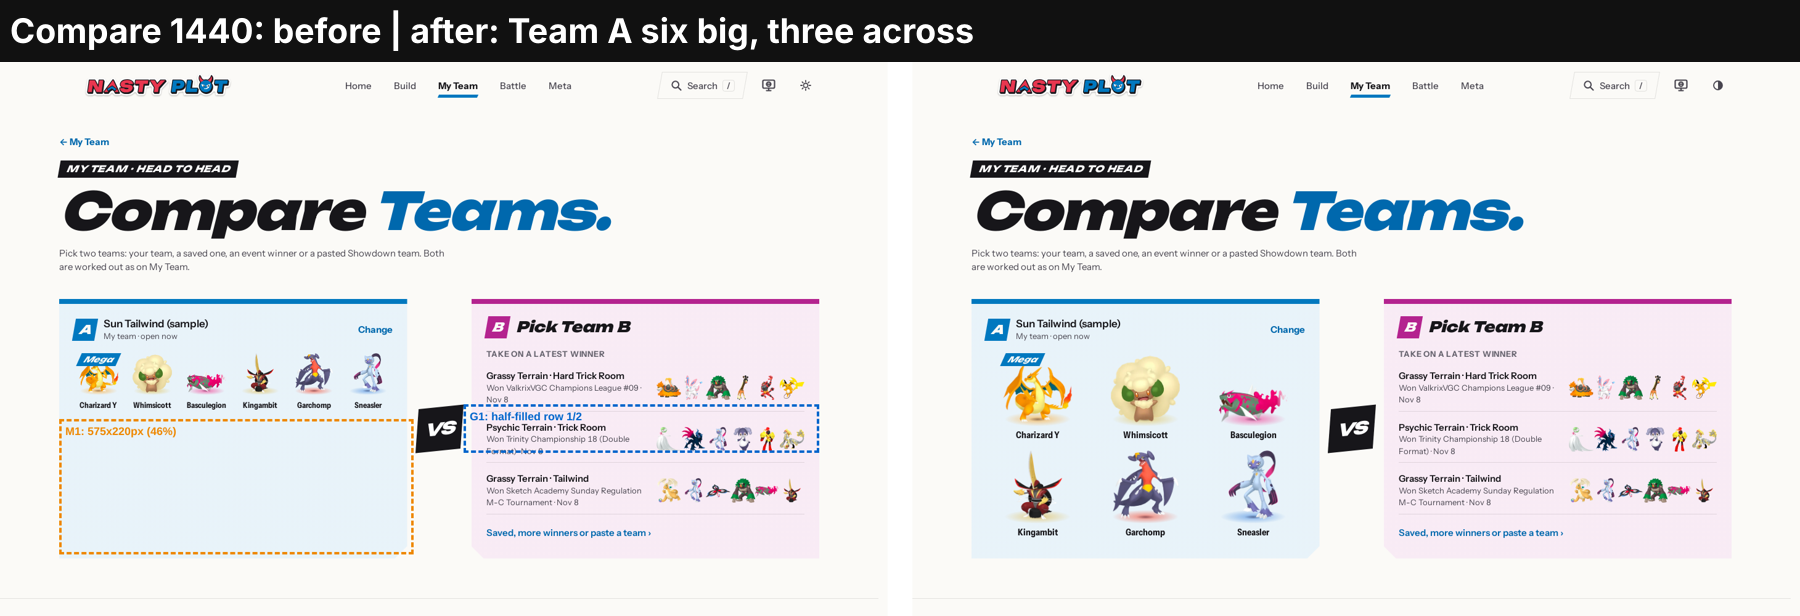 Compare 1440: before | after: Team A six big, three across
NASTY PLOT
Home Build My Team Battle Meta
Search /
← My Team
MY TEAM · HEAD TO HEAD
Compare Teams.
Pick two teams: your team, a saved one, an event winner or a pasted Showdown team. Both
are worked out as on My Team.
A
Sun Tailwind (sample)
My team · open now
Change
Mega
Charizard Y Whimsicott Basculegion Kingambit Garchomp Sneasler
M1: 575x220px (46%)
VS
B Pick Team B
TAKE ON A LATEST WINNER
Grassy Terrain · Hard Trick Room
Won ValkrixVGC Champions League #09 ·
Nov 8
G1: half-filled row 1/2
Psychic Terrain · Trick Room
Won Trinity Championship 18 (Double
Format) · Nov 8
Grassy Terrain · Tailwind
Won Sketch Academy Sunday Regulation
M-C Tournament · Nov 8
Saved, more winners or paste a team ›
NASTY PLOT
Home Build My Team Battle Meta
Search /
← My Team
MY TEAM · HEAD TO HEAD
Compare Teams.
Pick two teams: your team, a saved one, an event winner or a pasted Showdown team. Both
are worked out as on My Team.
A
Sun Tailwind (sample)
My team · open now
Change
Mega
Charizard Y Whimsicott Basculegion
Kingambit Garchomp Sneasler
VS
B Pick Team B
TAKE ON A LATEST WINNER
Grassy Terrain · Hard Trick Room
Won ValkrixVGC Champions League #09 ·
Nov 8
Psychic Terrain · Trick Room
Won Trinity Championship 18 (Double
Format) · Nov 8
Grassy Terrain · Tailwind
Won Sketch Academy Sunday Regulation
M-C Tournament · Nov 8
Saved, more winners or paste a team ›